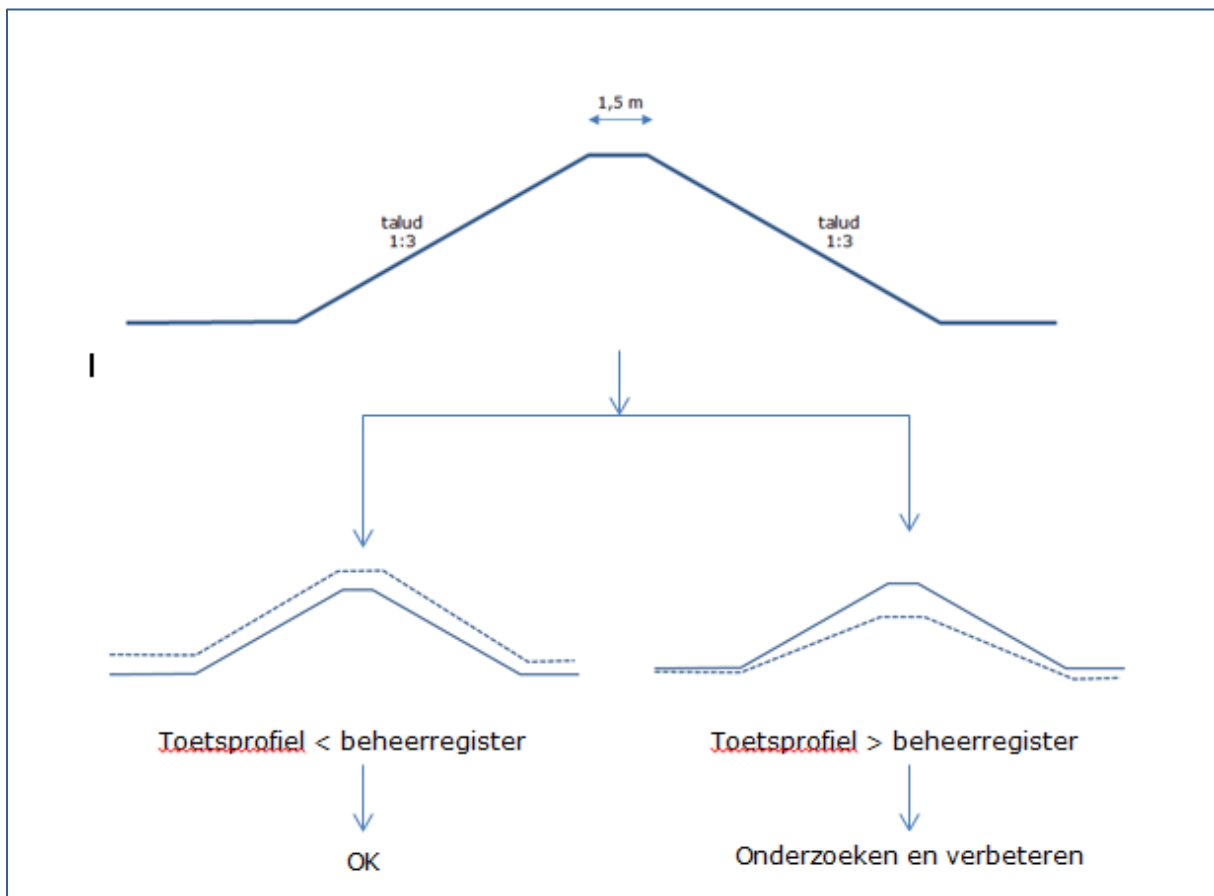 1,5 m
talud
1:3
talud
1:3
Toetsprofiel < beheerregister
Toetsprofiel > beheerregister
OK
Onderzoeken en verbeteren